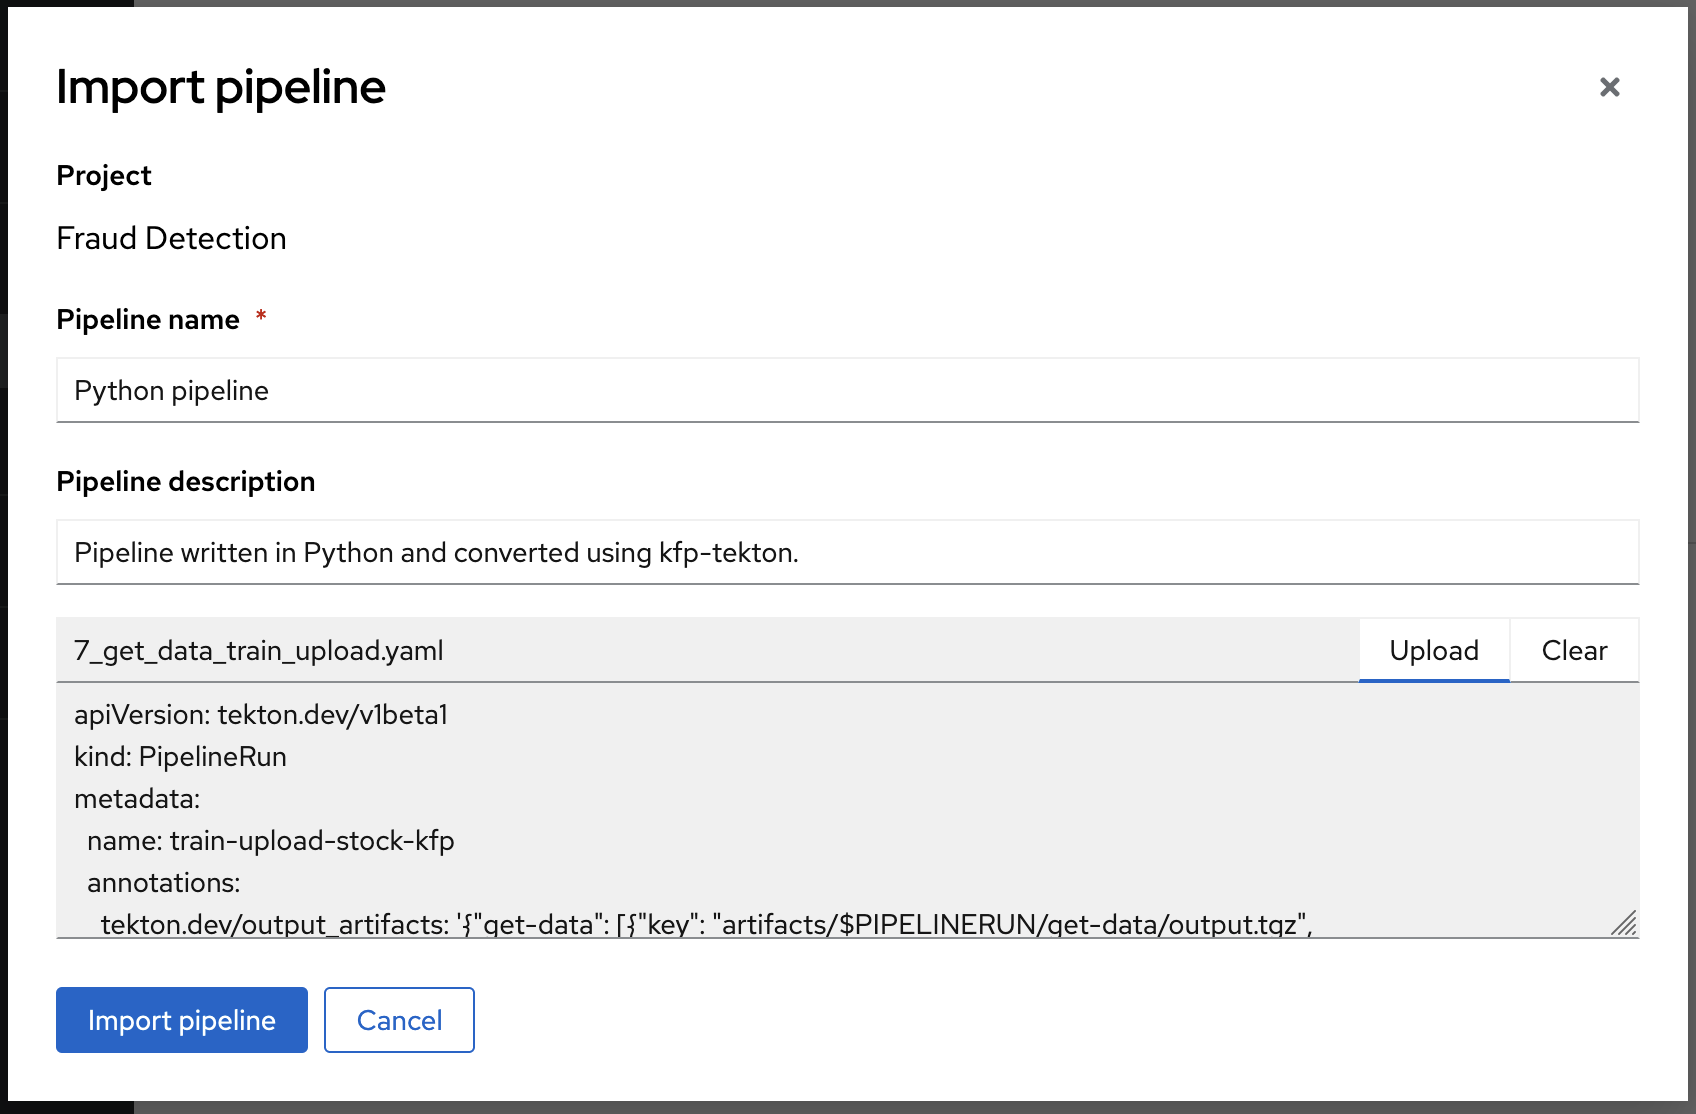 Import pipeline
Project
Fraud Detection
Pipeline name *
Python pipeline
Pipeline description
Pipeline written in Python and converted using kfp-tekton.
7_get_data_train_upload.yaml Upload Clear
apiVersion: tekton.dev/v1beta1
kind: PipelineRun
metadata:
  name: train-upload-stock-kfp
  annotations:
    tekton.dev/output_artifacts: '{"get-data": [{"key": "artifacts/$PIPELINERUN/get-data/output.tgz",
Import pipeline Cancel